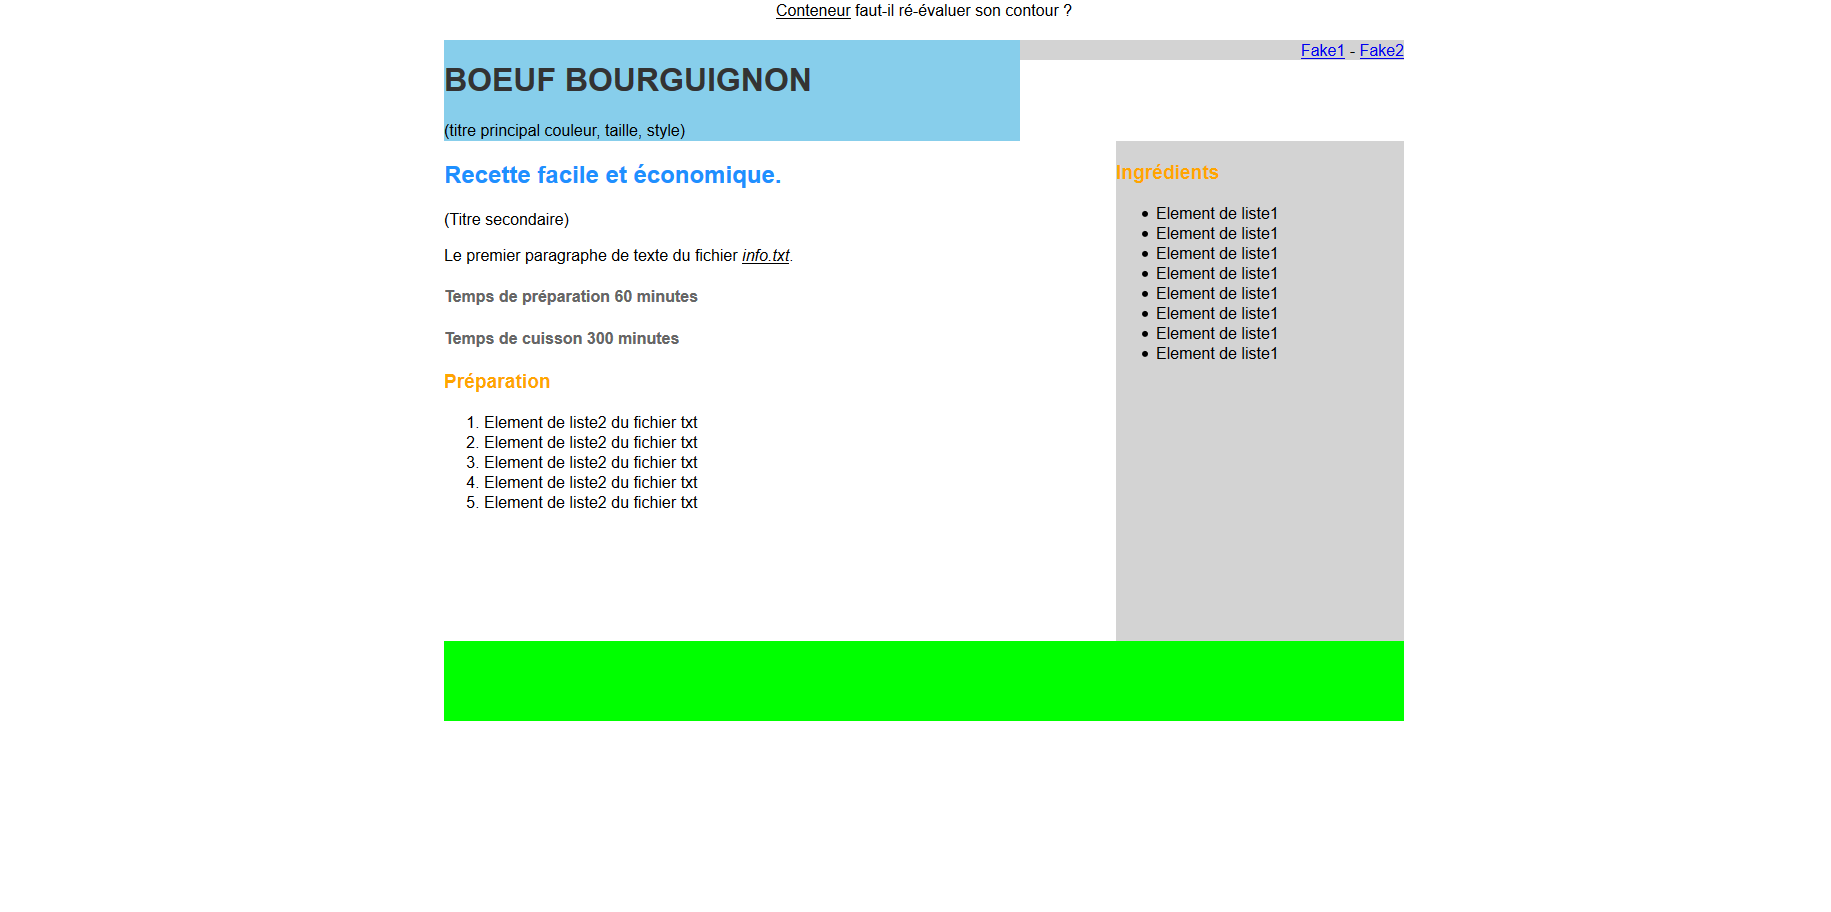 Conteneur faut-il ré-évaluer son contour ?
Fake1 - Fake2
BOEUF BOURGUIGNON
(titre principal couleur, taille, style)
Recette facile et économique.
(Titre secondaire)
Le premier paragraphe de texte du fichier info.txt.
Temps de préparation 60 minutes
Temps de cuisson 300 minutes
Préparation
1. Element de liste2 du fichier txt
2. Element de liste2 du fichier txt
3. Element de liste2 du fichier txt
4. Element de liste2 du fichier txt
5. Element de liste2 du fichier txt
Ingrédients
• Element de liste1
• Element de liste1
• Element de liste1
• Element de liste1
• Element de liste1
• Element de liste1
• Element de liste1
• Element de liste1